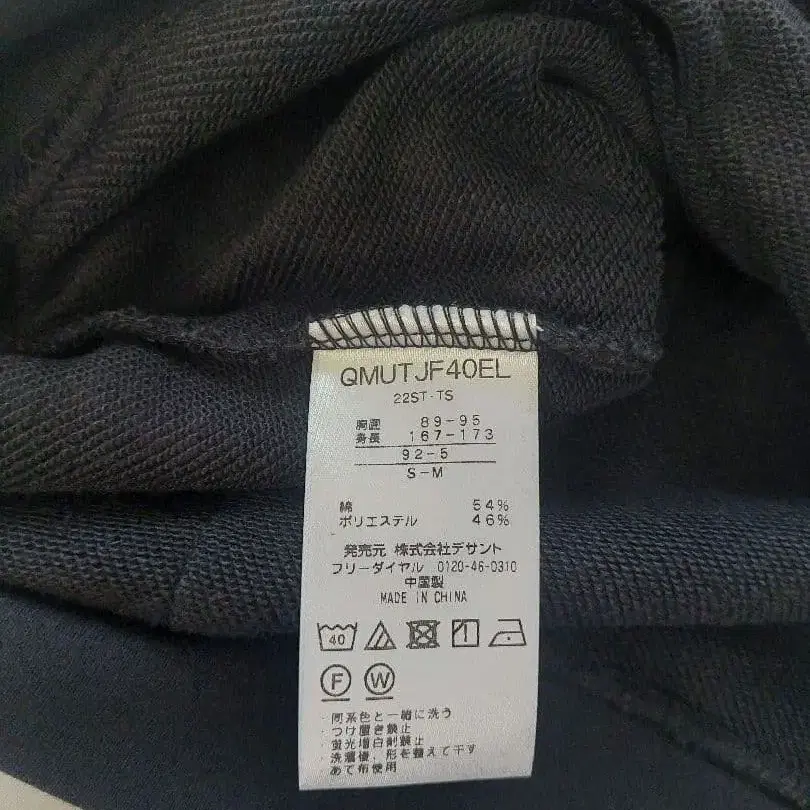 QMUTJF40EL
22ST-TS
胸囲 89-95
身長 167-173
92-5
S-M
綿 54%
ポリエステル 46%
発売元 株式会社デサント
フリーダイヤル 0120-46-0310
中国製
MADE IN CHINA
40
F W
・同系色と一緒に洗う
・つけ置き禁止
・蛍光増白剤禁止
・洗濯後、形を整えて干す
あて布使用